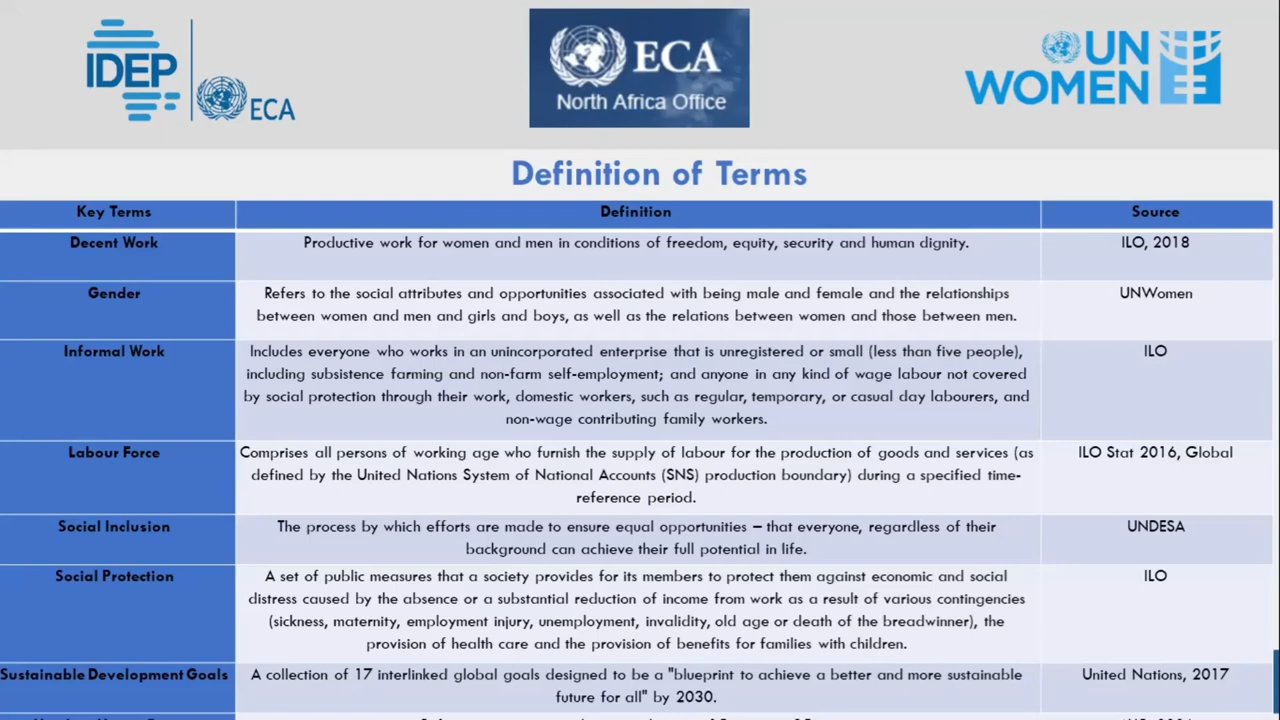 IDEP
ECA
ECA
North Africa Office
UN
WOMEN
Definition of Terms
Key Terms Definition Source
Decent Work Productive work for women and men in conditions of freedom, equity, security and human dignity. ILO, 2018
Gender Refers to the social attributes and opportunities associated with being male and female and the relationships UNWomen
between women and men and girls and boys, as well as the relations between women and those between men.
Informal Work Includes everyone who works in an unincorporated enterprise that is unregistered or small (less than five people), ILO
including subsistence farming and non-farm self-employment; and anyone in any kind of wage labour not covered
by social protection through their work, domestic workers, such as regular, temporary, or casual day labourers, and
non-wage contributing family workers.
Labour Force Comprises all persons of working age who furnish the supply of labour for the production of goods and services (as ILO Stat 2016, Global
defined by the United Nations System of National Accounts (SNS) production boundary) during a specified time-
reference period.
Social Inclusion The process by which efforts are made to ensure equal opportunities – that everyone, regardless of their UNDESA
background can achieve their full potential in life.
Social Protection A set of public measures that a society provides for its members to protect them against economic and social ILO
distress caused by the absence or a substantial reduction of income from work as a result of various contingencies
(sickness, maternity, employment injury, unemployment, invalidity, old age or death of the breadwinner), the
provision of health care and the provision of benefits for families with children.
Sustainable Development Goals A collection of 17 interlinked global goals designed to be a "blueprint to achieve a better and more sustainable United Nations, 2017
future for all" by 2030.